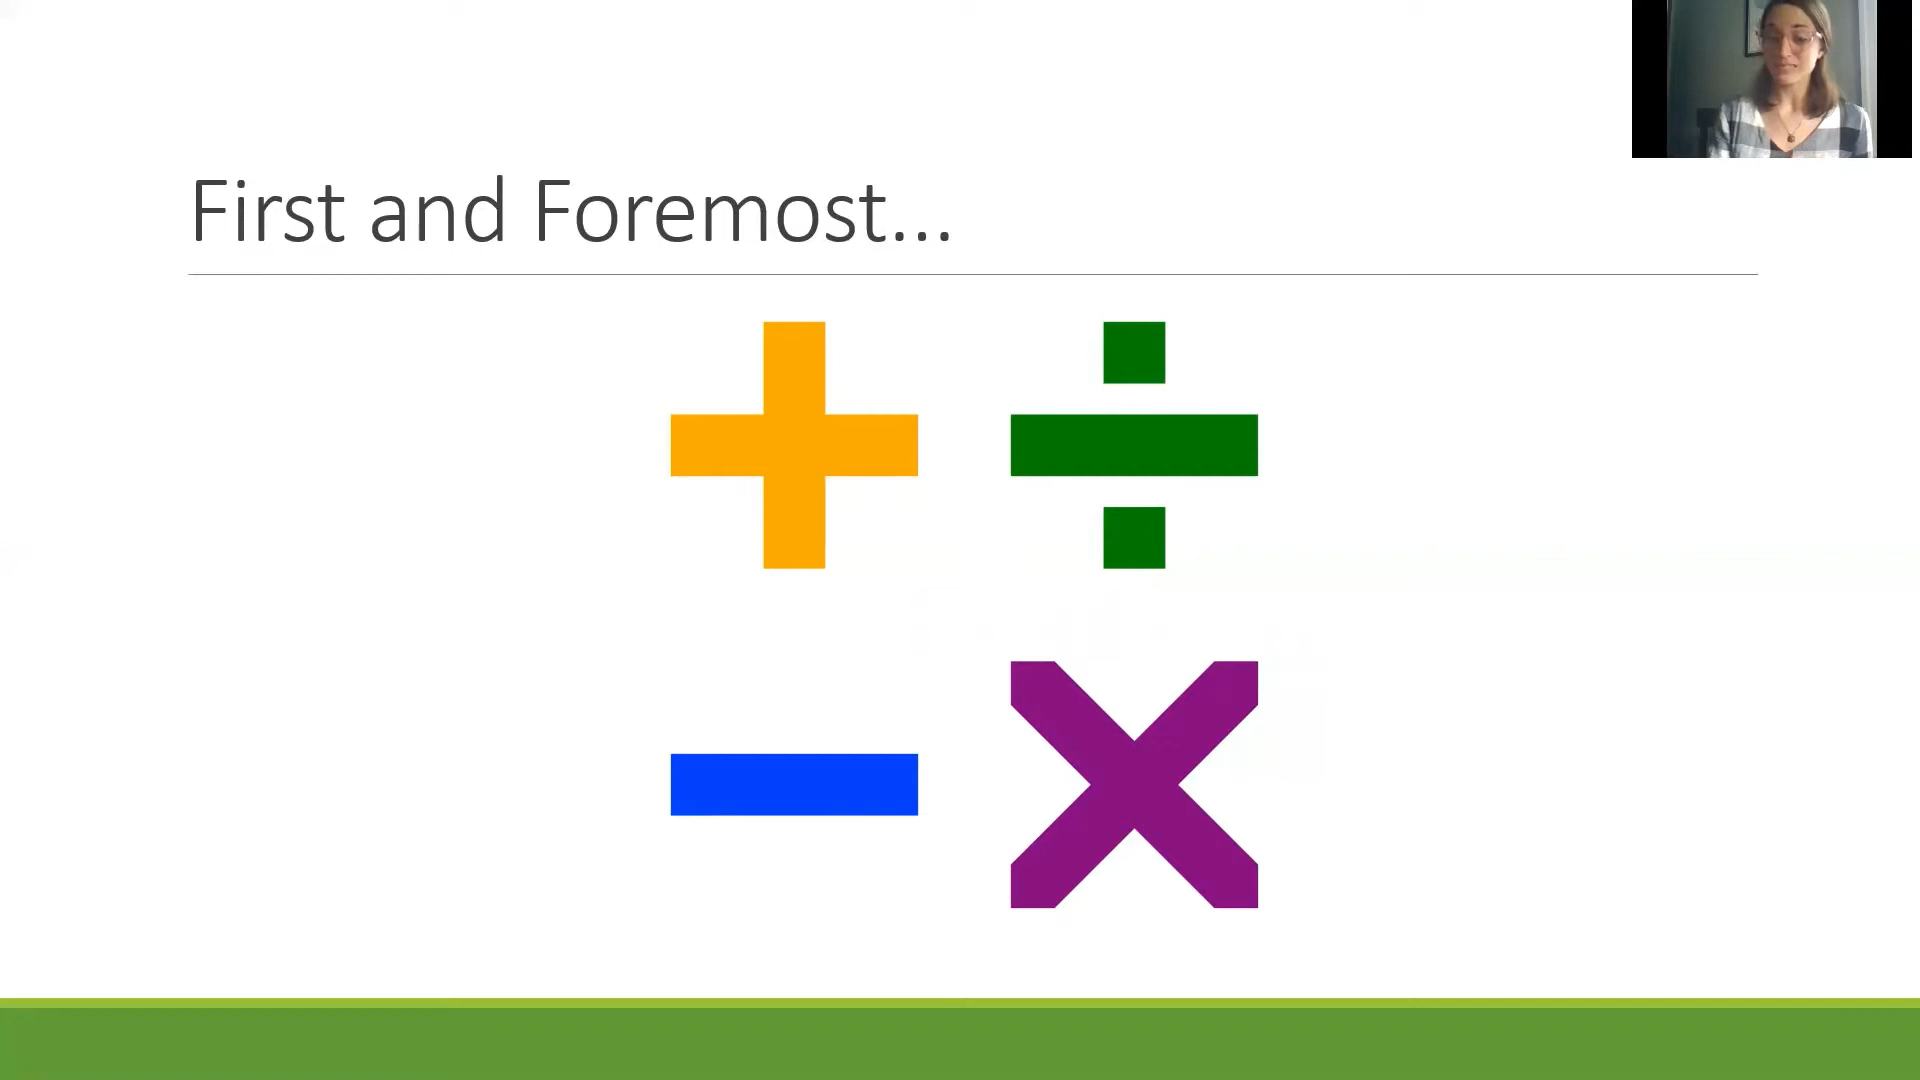 First and Foremost...
+ ÷
− ×